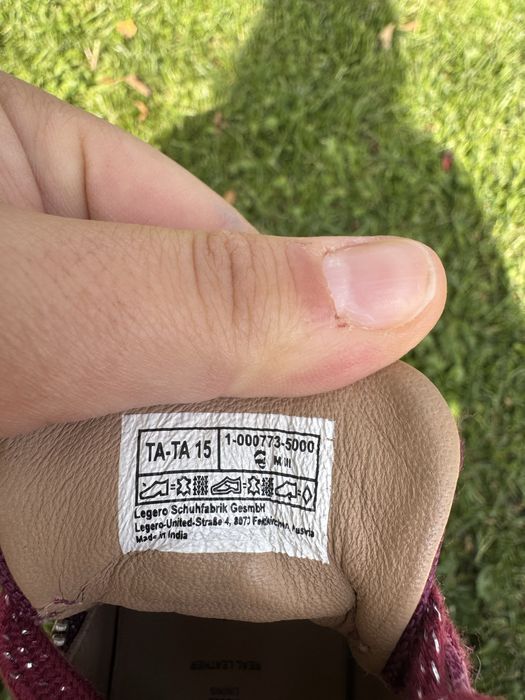 TA-TA 15
1-000773-5000
M III
Legero Schuhfabrik GesmbH
Legero-United-Straße 4, 8073 Feldkirchen, Austria
Made in India
REAL LEATHER